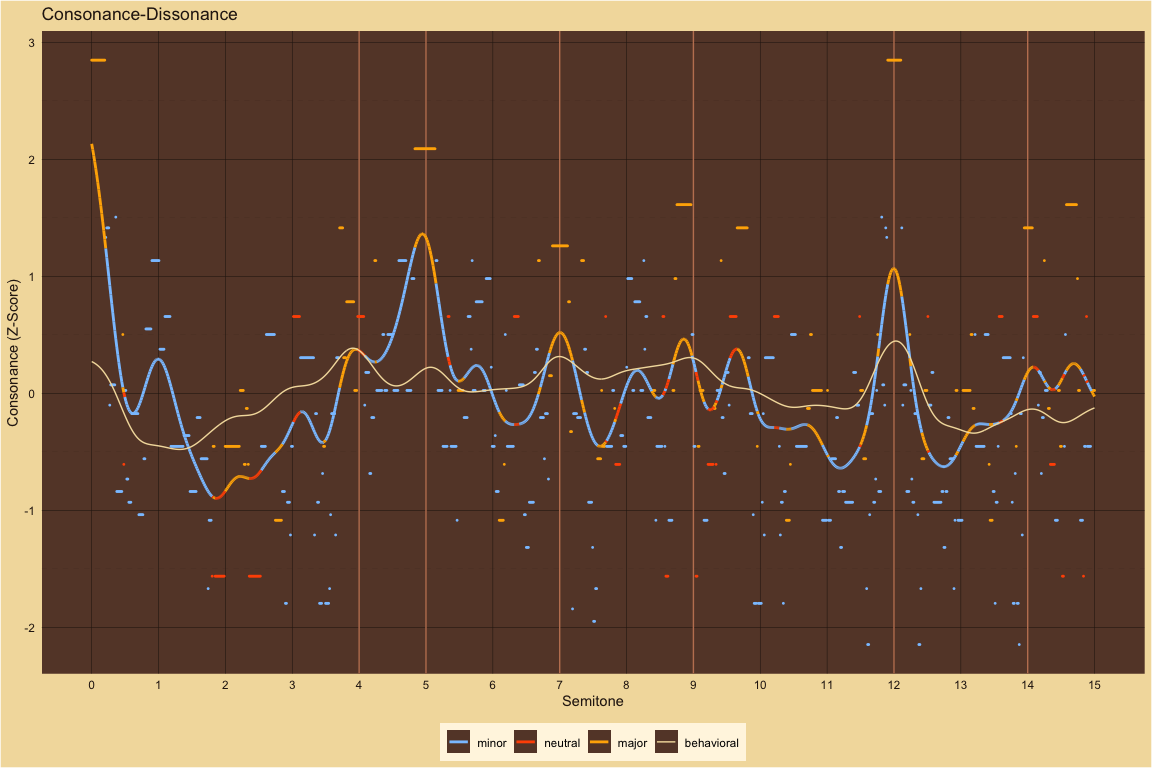 Consonance-Dissonance
Consonance (Z-Score)
3
2
1
0
-1
-2
0 1 2 3 4 5 6 7 8 9 10 11 12 13 14 15
Semitone
minor neutral major behavioral